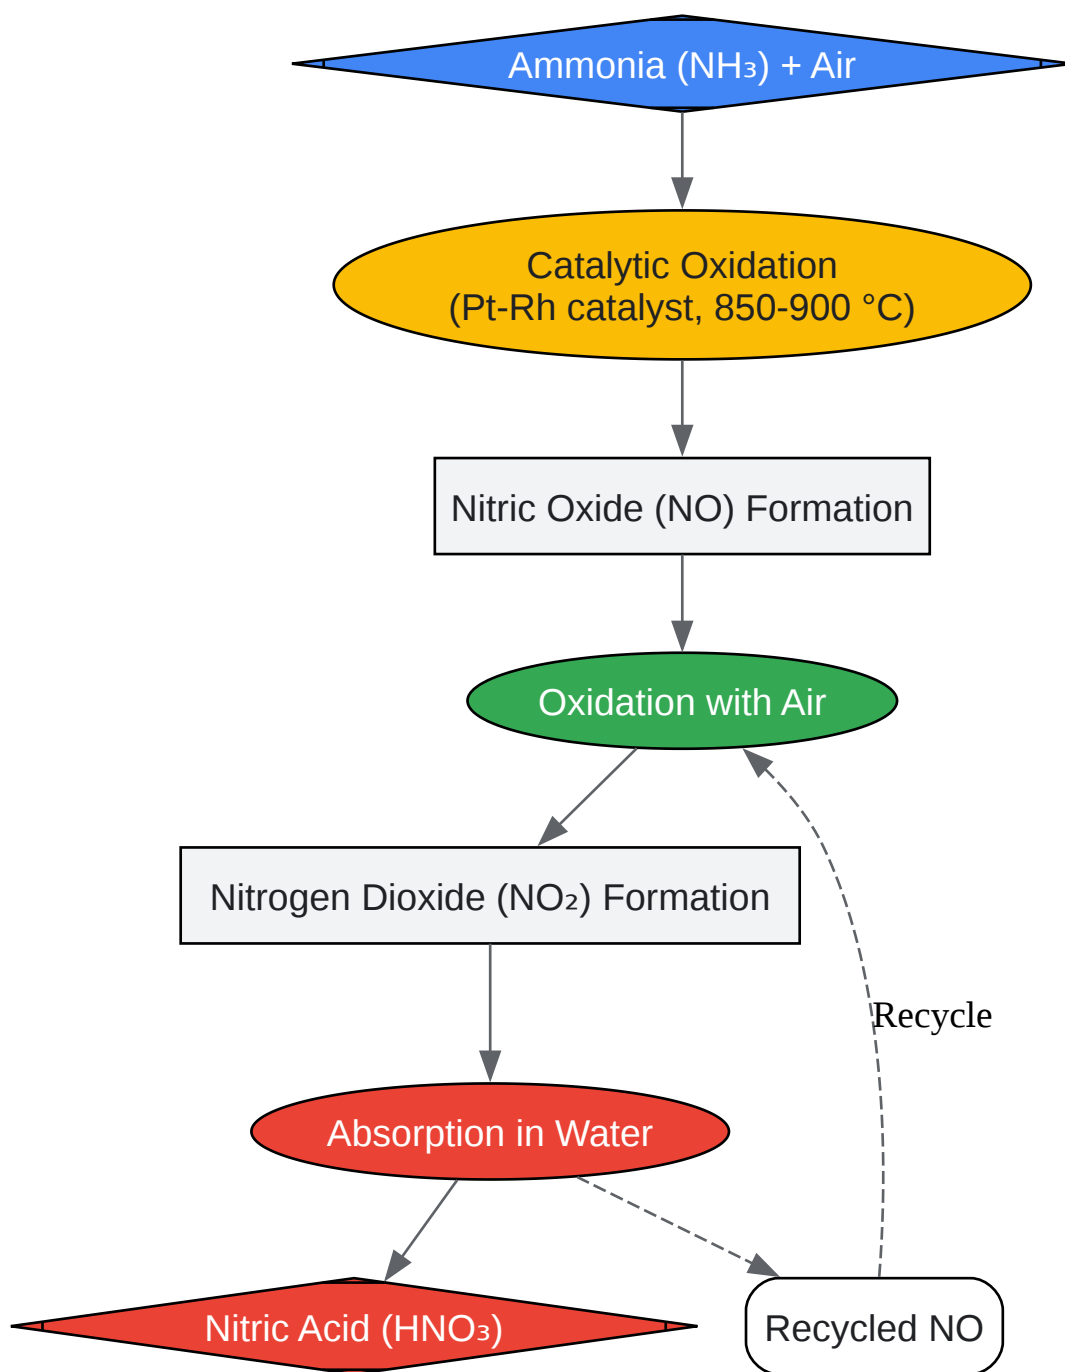 Ammonia (NH₃) + Air
Catalytic Oxidation
(Pt-Rh catalyst, 850-900 °C)
Nitric Oxide (NO) Formation
Oxidation with Air
Nitrogen Dioxide (NO₂) Formation
Recycle
Absorption in Water
Nitric Acid (HNO₃)
Recycled NO